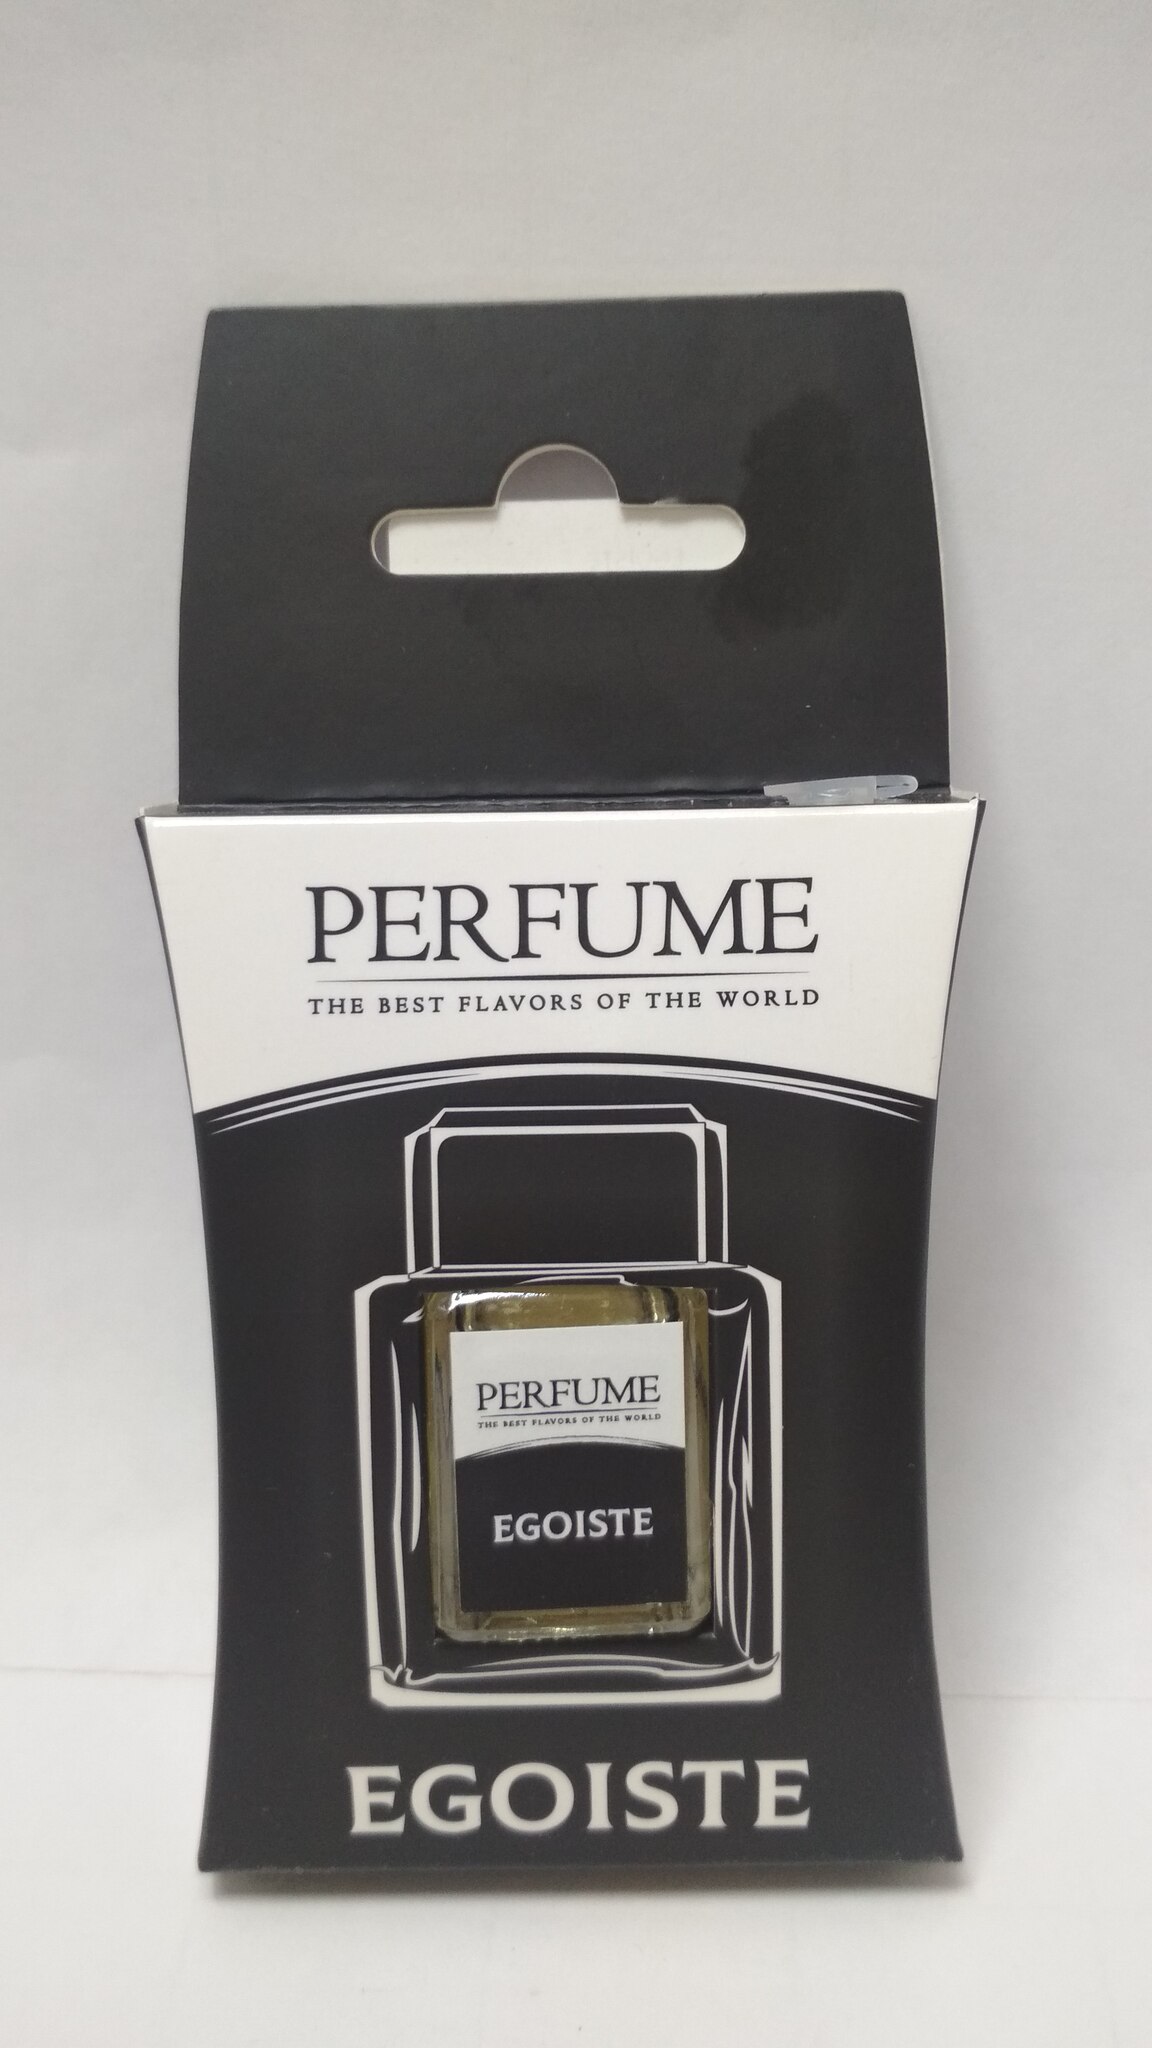 PERFUME
THE BEST FLAVORS OF THE WORLD
PERFUME
THE BEST FLAVORS OF THE WORLD
EGOISTE
EGOISTE